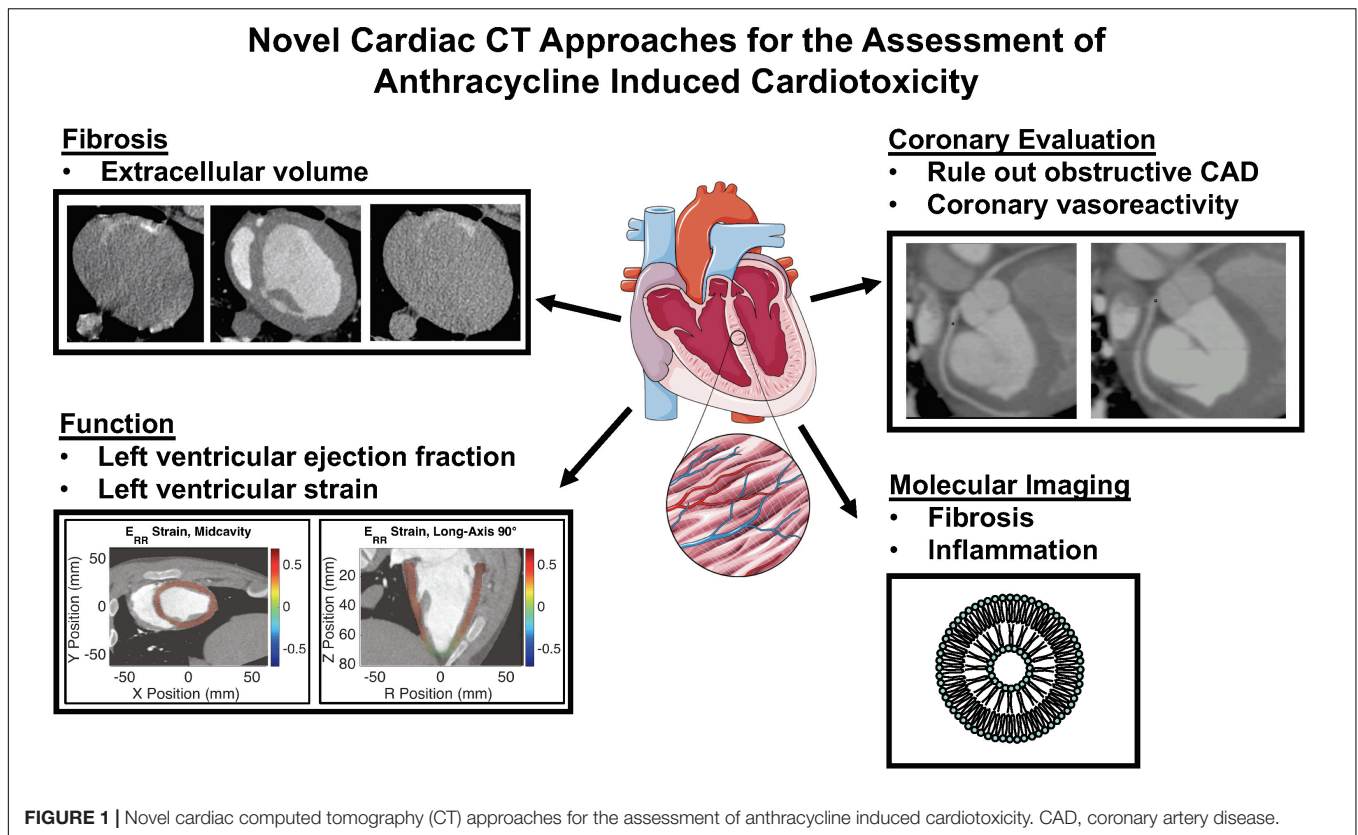 Novel Cardiac CT Approaches for the Assessment of
Anthracycline Induced Cardiotoxicity
Fibrosis
• Extracellular volume
Coronary Evaluation
• Rule out obstructive CAD
• Coronary vasoreactivity
Function
• Left ventricular ejection fraction
• Left ventricular strain
E_RR Strain, Midcavity
Y Position (mm)
50
0
-50
-50
0
50
X Position (mm)
0.5
0
-0.5
E_RR Strain, Long-Axis 90°
Z Position (mm)
20
40
60
80
-50
0
50
R Position (mm)
0.5
0
-0.5
Molecular Imaging
• Fibrosis
• Inflammation
FIGURE 1 | Novel cardiac computed tomography (CT) approaches for the assessment of anthracycline induced cardiotoxicity. CAD, coronary artery disease.